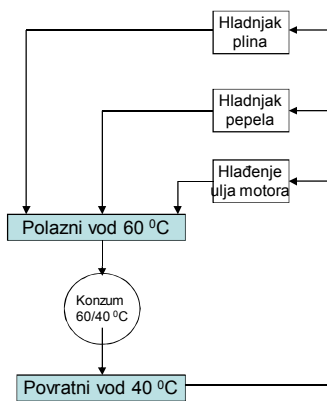 Hladnjak
plina
Hladnjak
pepela
Hlađenje
ulja motora
Polazni vod 60 ⁰C
Konzum
60/40 ⁰C
Povratni vod 40 ⁰C